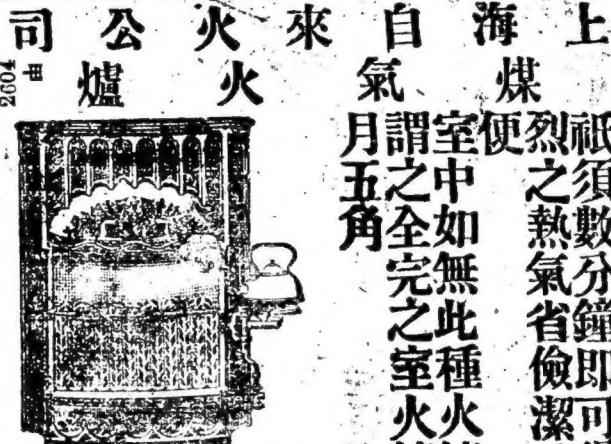 上海自來火公司
煤氣火爐
祇須數分鐘即可
烈之熱氣省儉潔
便
室中如無此種火
謂之全完之室火
月五角
2604
曲